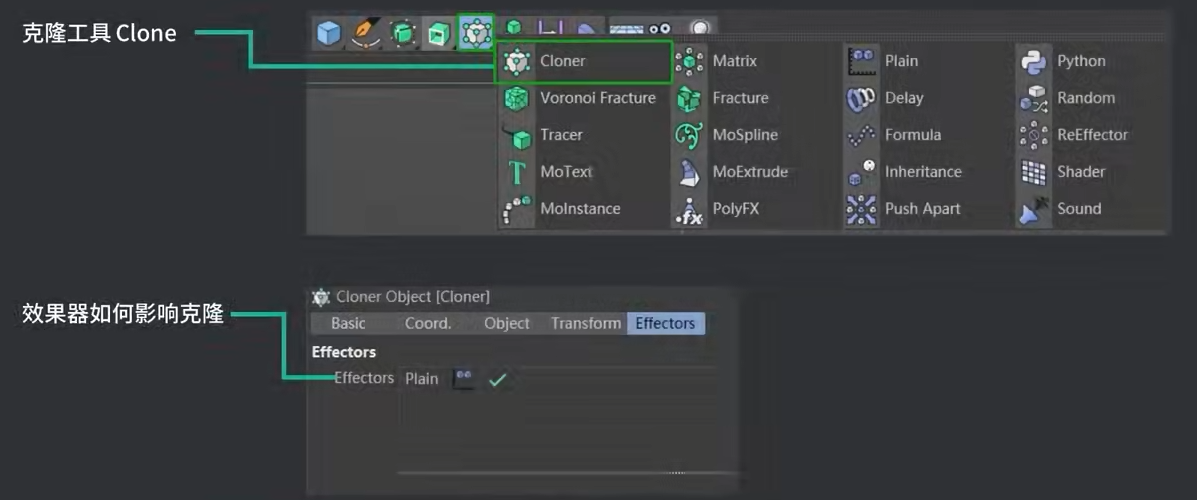 克隆工具 Clone
Cloner Matrix Plain Python
Voronoi Fracture Fracture Delay Random
Tracer MoSpline Formula ReEffector
MoText MoExtrude Inheritance Shader
MoInstance PolyFX Push Apart Sound
效果器如何影响克隆
Cloner Object [Cloner]
Basic Coord. Object Transform Effectors
Effectors
Effectors Plain